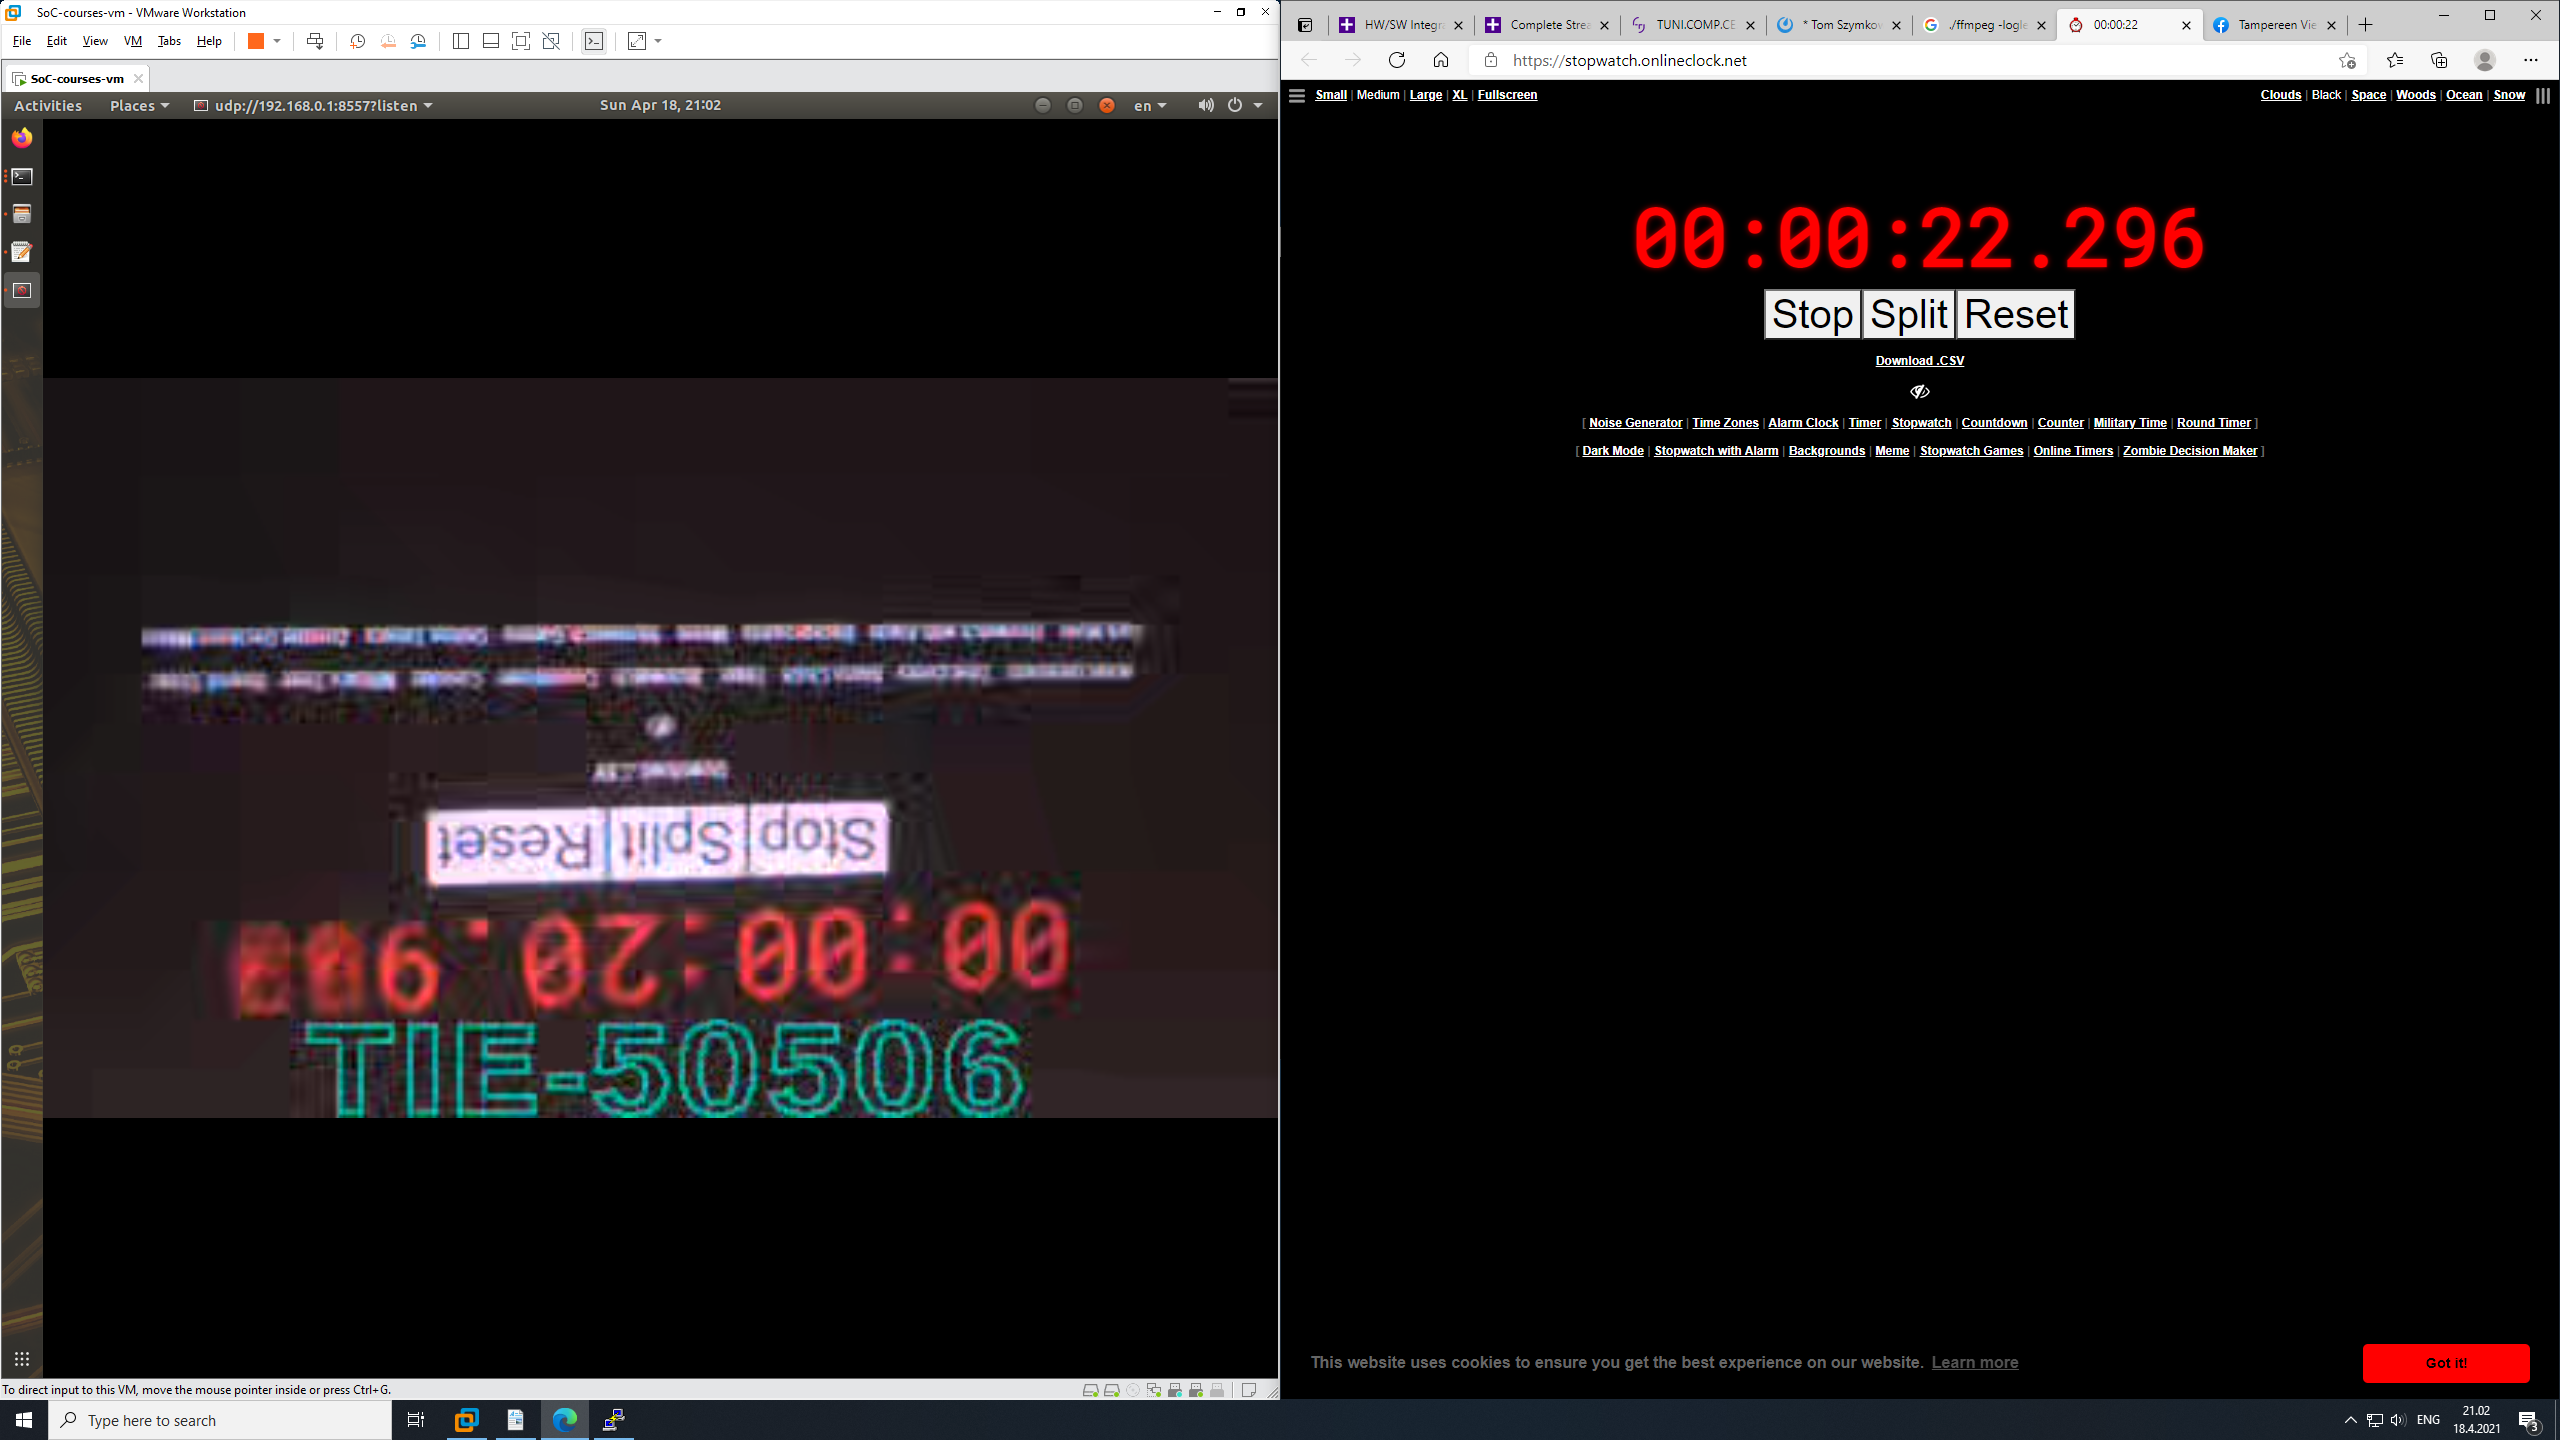 SoC-courses-vm - VMware Workstation
File Edit View VM Tabs Help
SoC-courses-vm
Activities Places udp://192.168.0.1:8557?listen Sun Apr 18, 21:02 en
Stop Split Reset
00:00:20.9
TIE-50506
To direct input to this VM, move the mouse pointer inside or press Ctrl+G.
HW/SW Integra Complete Strea TUNI.COMP.CE * Tom Szymkow ./ffmpeg -logle 00:00:22 Tampereen Vie
https://stopwatch.onlineclock.net
Small | Medium | Large | XL | Fullscreen
Clouds | Black | Space | Woods | Ocean | Snow
00:00:22.296
Stop Split Reset
Download .CSV
[ Noise Generator | Time Zones | Alarm Clock | Timer | Stopwatch | Countdown | Counter | Military Time | Round Timer ]
[ Dark Mode | Stopwatch with Alarm | Backgrounds | Meme | Stopwatch Games | Online Timers | Zombie Decision Maker ]
This website uses cookies to ensure you get the best experience on our website. Learn more
Got it!
Type here to search
ENG
21.02
18.4.2021
3